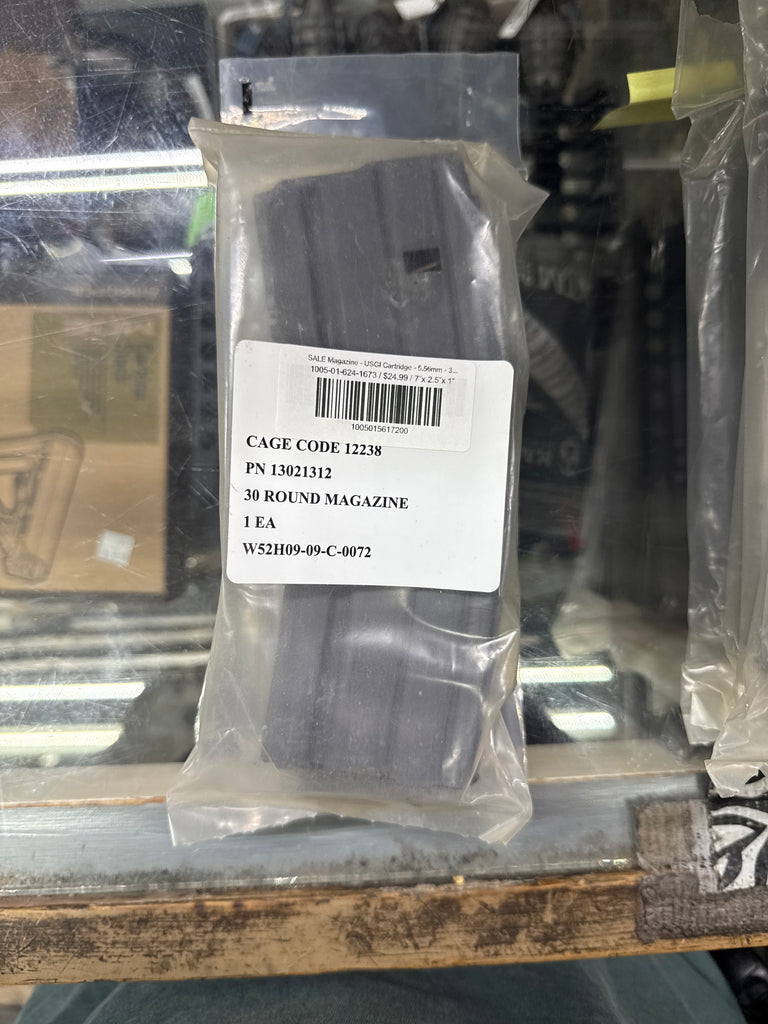 SALE Magazine - USGI Cartridge - 5.56mm - 3...
1005-01-624-1673 / $24.99 / 7"x 2.5"x 1"
1005015617200
CAGE CODE 12238
PN 13021312
30 ROUND MAGAZINE
1 EA
W52H09-09-C-0072